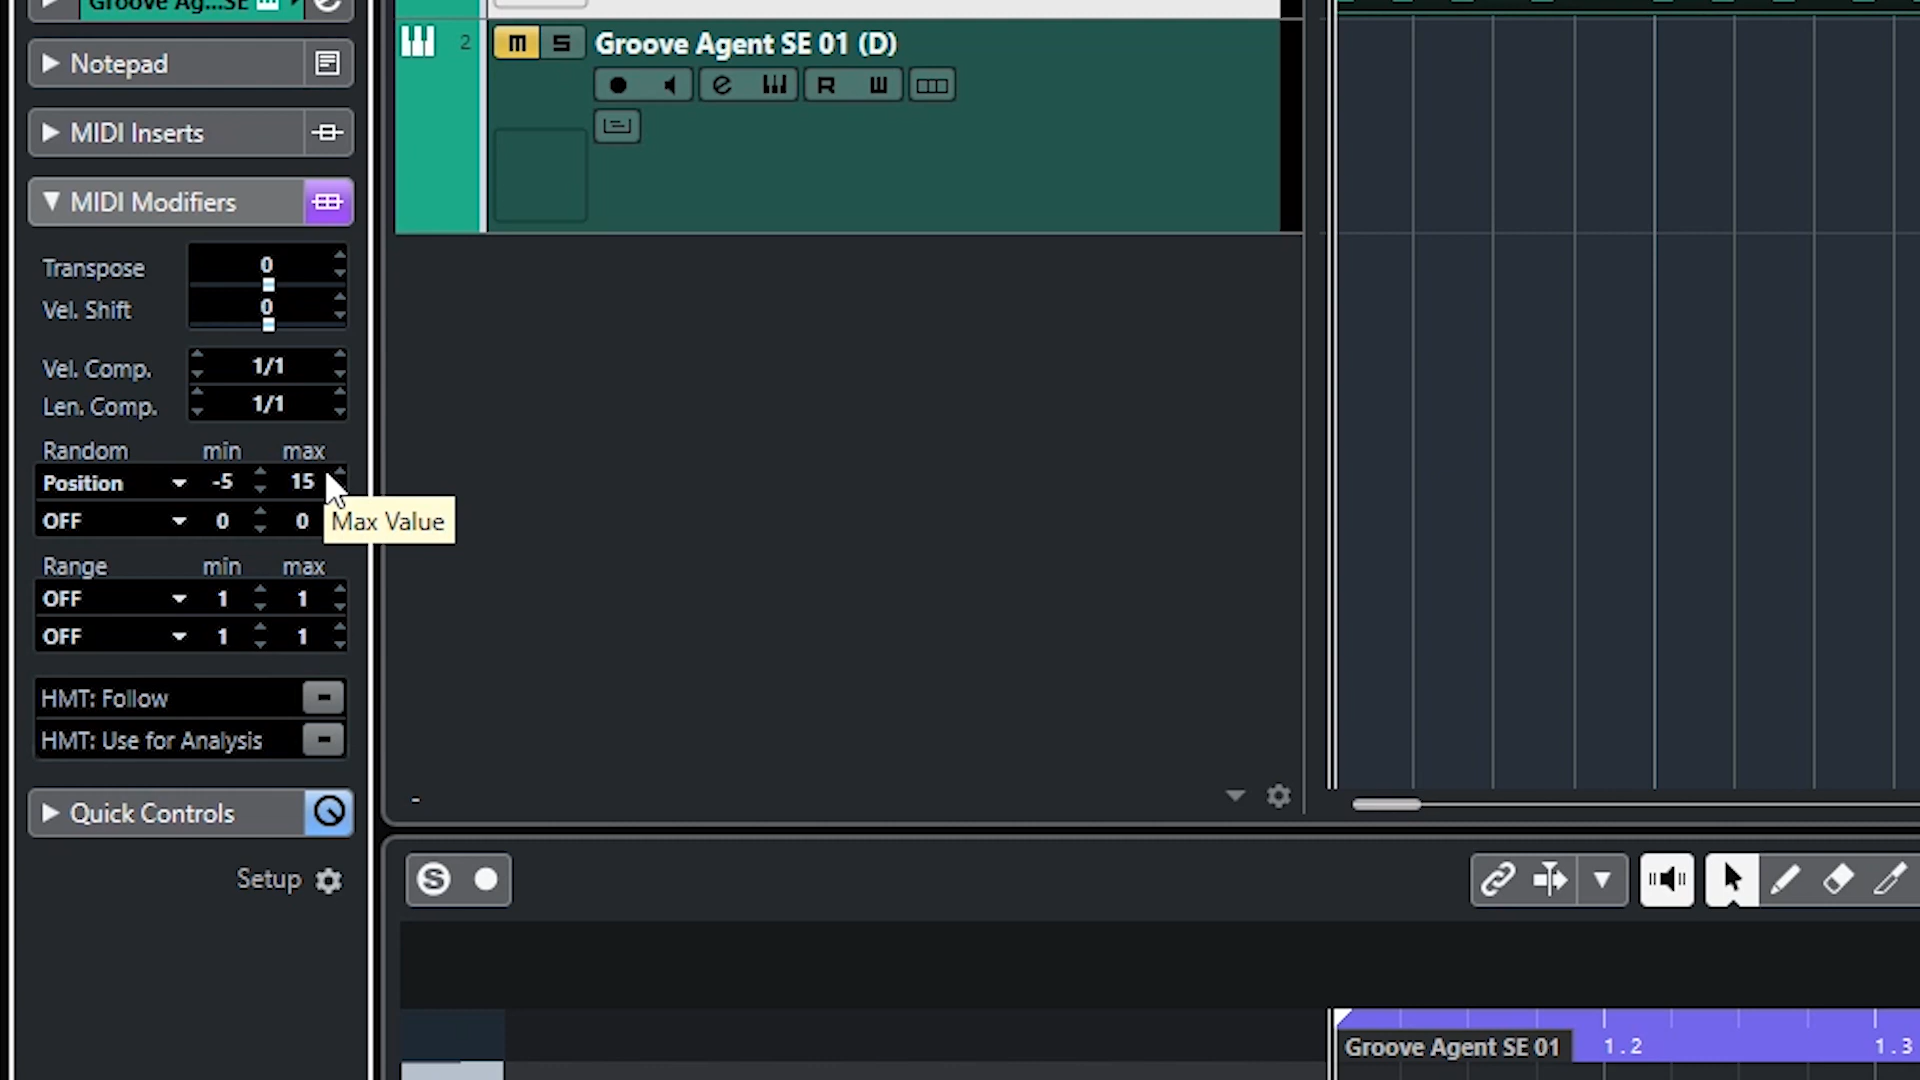 Groove Ag...SE
Notepad
MIDI Inserts
MIDI Modifiers
Transpose 0
Vel. Shift 0
Vel. Comp. 1/1
Len. Comp. 1/1
Random min max
Position -5 15
OFF 0 0
Max Value
Range min max
OFF 1 1
OFF 1 1
HMT: Follow -
HMT: Use for Analysis -
Quick Controls
Setup
2 m S Groove Agent SE 01 (D)
e R W
-
S
Groove Agent SE 01 1.2 1.3